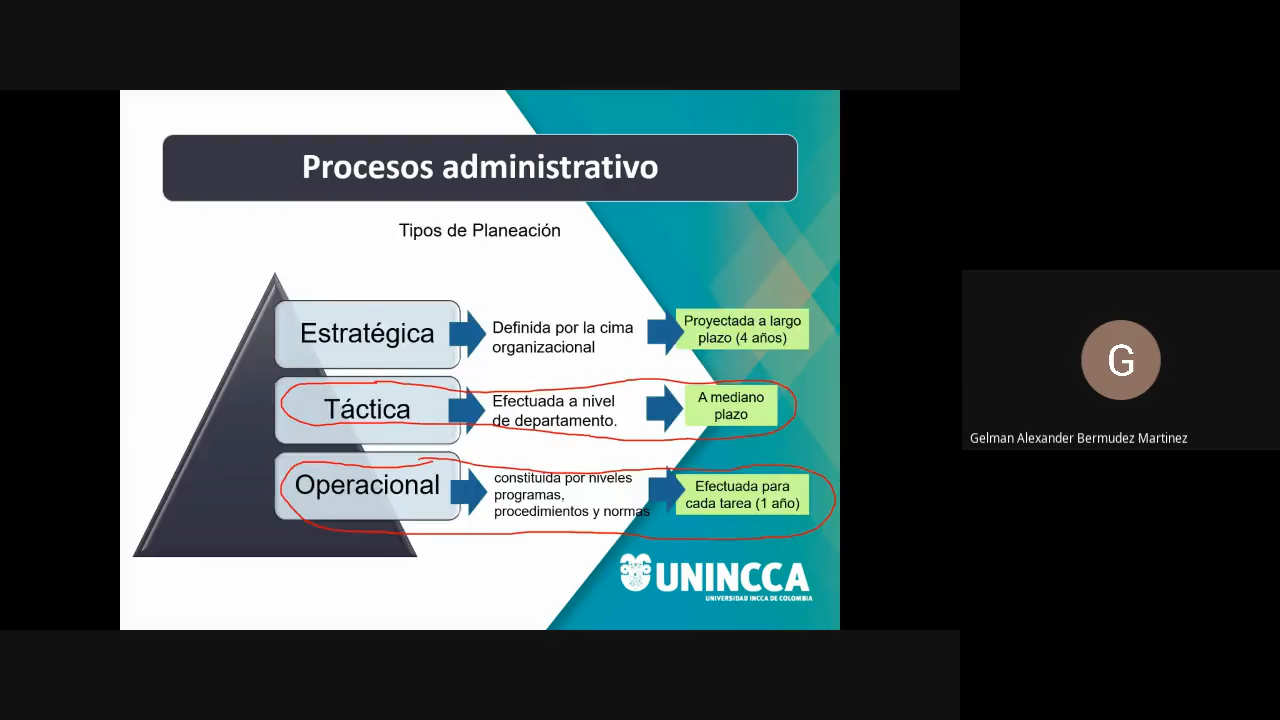 Procesos administrativo
Tipos de Planeación
Estratégica
Definida por la cima
organizacional
Proyectada a largo
plazo (4 años)
Táctica
Efectuada a nivel
de departamento.
A mediano
plazo
Operacional
constituida por niveles
programas,
procedimientos y normas
Efectuada para
cada tarea (1 año)
UNINCCA
UNIVERSIDAD INCCA DE COLOMBIA
G
Gelman Alexander Bermudez Martinez